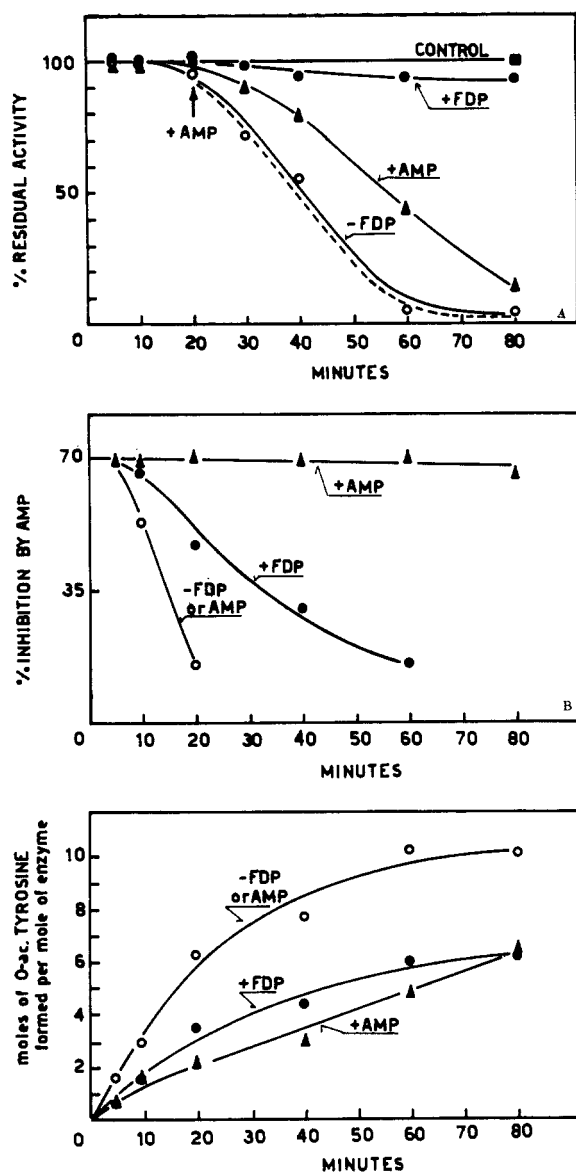 CONTROL
100
+FDP
+AMP
+AMP
-FDP
50
% RESIDUAL ACTIVITY
A
0 10 20 30 40 50 60 70 80
MINUTES
70
+AMP
+FDP
-FDP
or AMP
35
% INHIBITION BY AMP
B
0 10 20 30 40 50 60 70 80
MINUTES
10
-FDP
or AMP
8
6
+FDP
4
+AMP
2
moles of O-ac. TYROSINE
formed per mole of enzyme
0 10 20 30 40 50 60 70 80
MINUTES